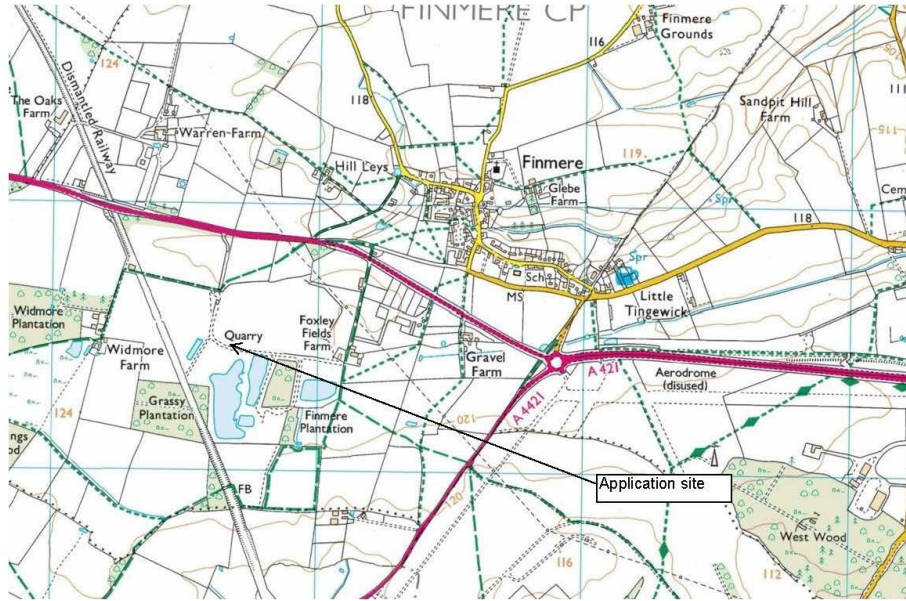 FINMERE CP
Finmere
Grounds
116
124
Dismantled Railway
The Oaks
Farm
118
Warren Farm
Sandpit Hill
Farm
115
Hill Leys
Finmere
119
Glebe
Farm
Spr
Cem
118
Spr
Sch
MS
Little
Tingewick
Widmore
Plantation
Quarry
Foxley
Fields
Farm
Widmore
Farm
Gravel
Farm
A 421
Aerodrome
(disused)
A 4421
Grassy
Plantation
Finmere
Plantation
120
124
FB
120
Application site
West Wood
116
112